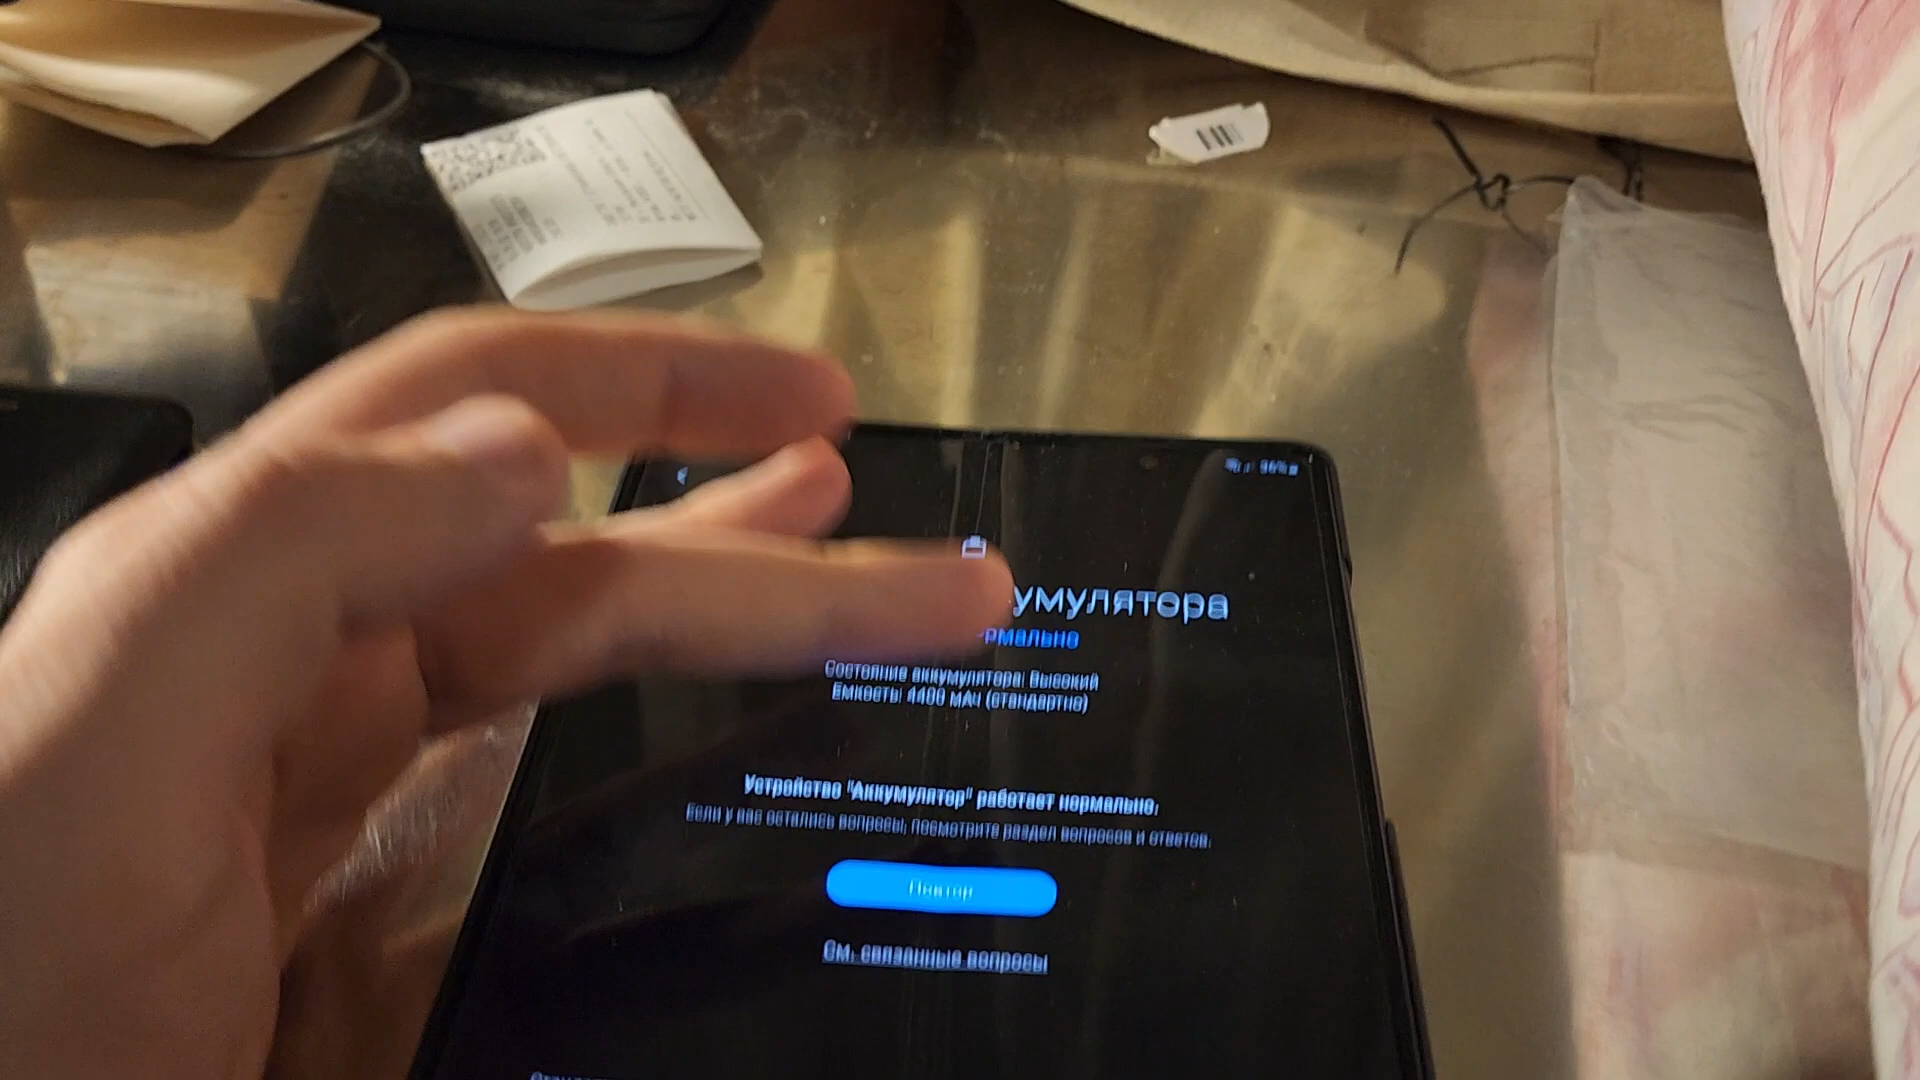 96%
умулятора
рмально
Состояние аккумулятора: Высокий
Емкость: 4400 мАч (стандартно)
Устройство "Аккумулятор" работает нормально.
Если у вас остались вопросы, посмотрите раздел вопросов и ответов.
Повтор
См. связанные вопросы